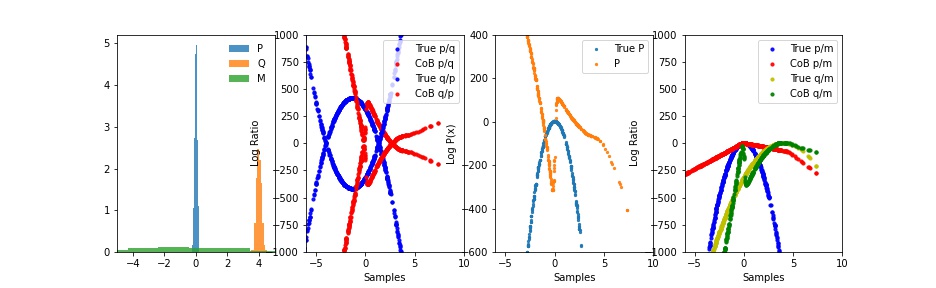 5
4
3
2
1
0
−4
−2
0
2
4
P
Q
M
Log Ratio
1000
750
500
250
0
−250
−500
−750
−1000
−5
0
5
10
Samples
True p/q
CoB p/q
True q/p
CoB q/p
Log P(x)
400
200
0
−200
−400
−600
−5
0
5
10
Samples
True P
P
Log Ratio
1000
750
500
250
0
−250
−500
−750
−1000
−5
0
5
10
Samples
True p/m
CoB p/m
True q/m
CoB q/m